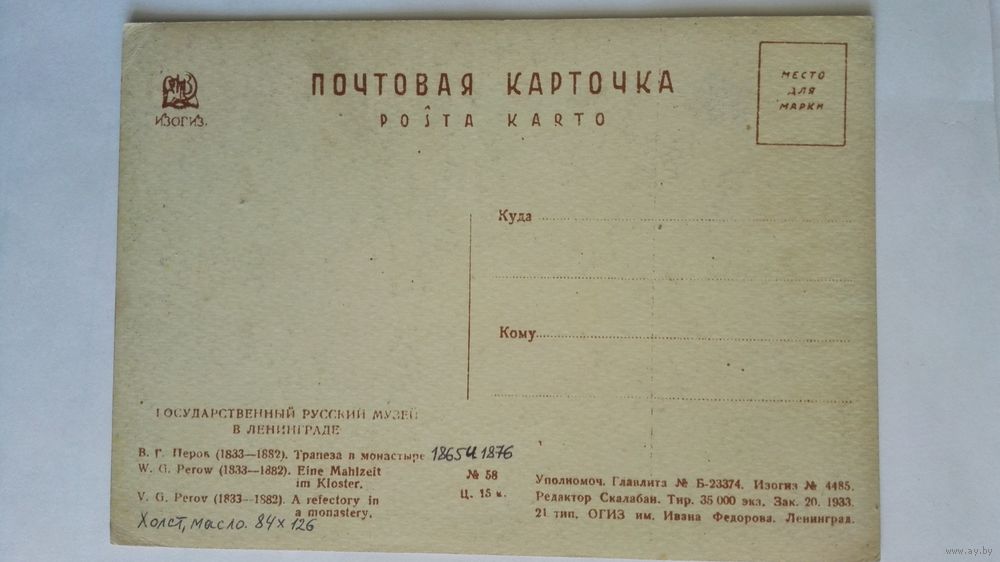 ПОЧТОВАЯ КАРТОЧКА
POŜTA KARTO
ИЗОГИЗ.
МЕСТО
ДЛЯ
МАРКИ
Куда
Кому
ГОСУДАРСТВЕННЫЙ РУССКИЙ МУЗЕЙ
В ЛЕНИНГРАДЕ
В. Г. Перов (1833—1882). Трапеза в монастыре 1865 и 1876
W. G. Perow (1833—1882). Eine Mahlzeit
im Kloster.
V. G. Perov (1833—1882). A refectory in
a monastery.
Холст, масло. 84 x 126
№ 58
Ц. 15 к.
Уполномоч. Главлита № Б-23374. Изогиз № 4485.
Редактор Скалабан. Тир. 35 000 экз. Зак. 20. 1933.
21 тип. ОГИЗ им. Ивана Федорова. Ленинград.
www.ay.by